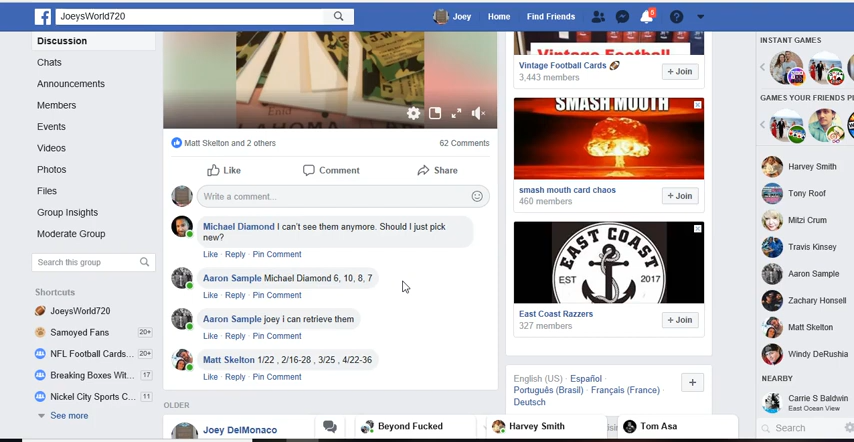 JoeysWorld720
Joey Home Find Friends 5
Discussion
Chats
Announcements
Members
Events
Videos
Photos
Files
Group Insights
Moderate Group
Search this group
Shortcuts
JoeysWorld720
Samoyed Fans 20+
NFL Football Cards... 20+
Breaking Boxes Wit... 17
Nickel City Sports C... 11
See more
Matt Skelton and 2 others 62 Comments
Like Comment Share
Write a comment...
Michael Diamond I can't see them anymore. Should I just pick
new?
Like · Reply · Pin Comment
Aaron Sample Michael Diamond 6, 10, 8, 7
Like · Reply · Pin Comment
Aaron Sample joey i can retrieve them
Like · Reply · Pin Comment
Matt Skelton 1/22 , 2/16-28 , 3/25 , 4/22-36
Like · Reply · Pin Comment
OLDER
Joey DelMonaco
Vintage Football
Vintage Football Cards
3,443 members
+ Join
SMASH MOUTH
smash mouth card chaos
460 members
+ Join
EAST COAST
EST 2017
East Coast Razzers
327 members
+ Join
English (US) · Español ·
Português (Brasil) · Français (France) ·
Deutsch
Beyond Fucked
Harvey Smith
Tom Asa
INSTANT GAMES
GAMES YOUR FRIENDS P
Harvey Smith
Tony Roof
Mitzi Crum
Travis Kinsey
Aaron Sample
Zachary Honsell
Matt Skelton
Windy DeRushia
NEARBY
Carrie S Baldwin
East Ocean View
Search